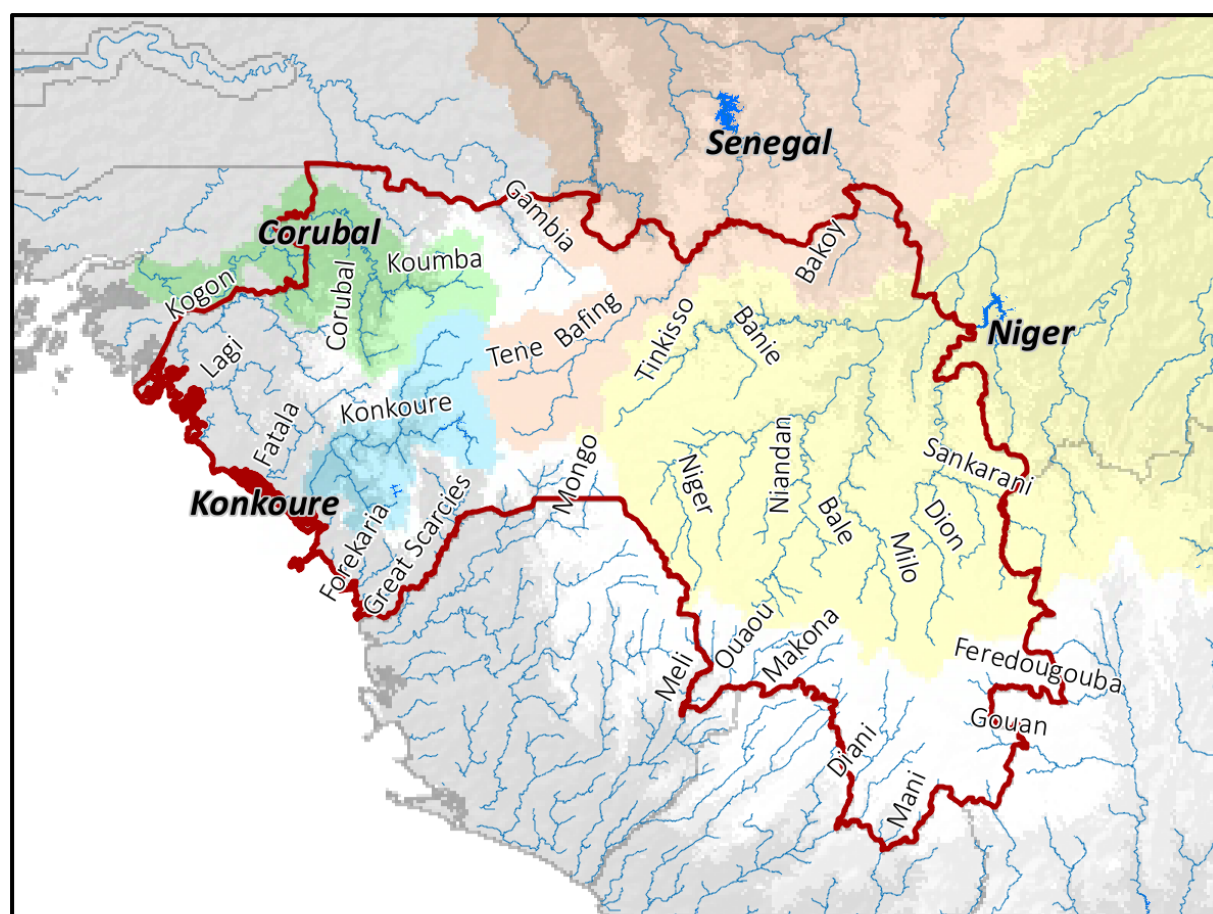 Senegal
Gambia
Corubal
Koumba
Bakoy
Kogon
Corubal
Tene Bafing
Tinkisso
Banie
Niger
Lagi
Konkoure
Fatala
Mongo
Niger
Niandan
Sankarani
Konkoure
Bale
Dion
Milo
Forekaria
Great Scarcies
Ouaou
Makona
Meli
Feredougouba
Gouan
Diani
Mani